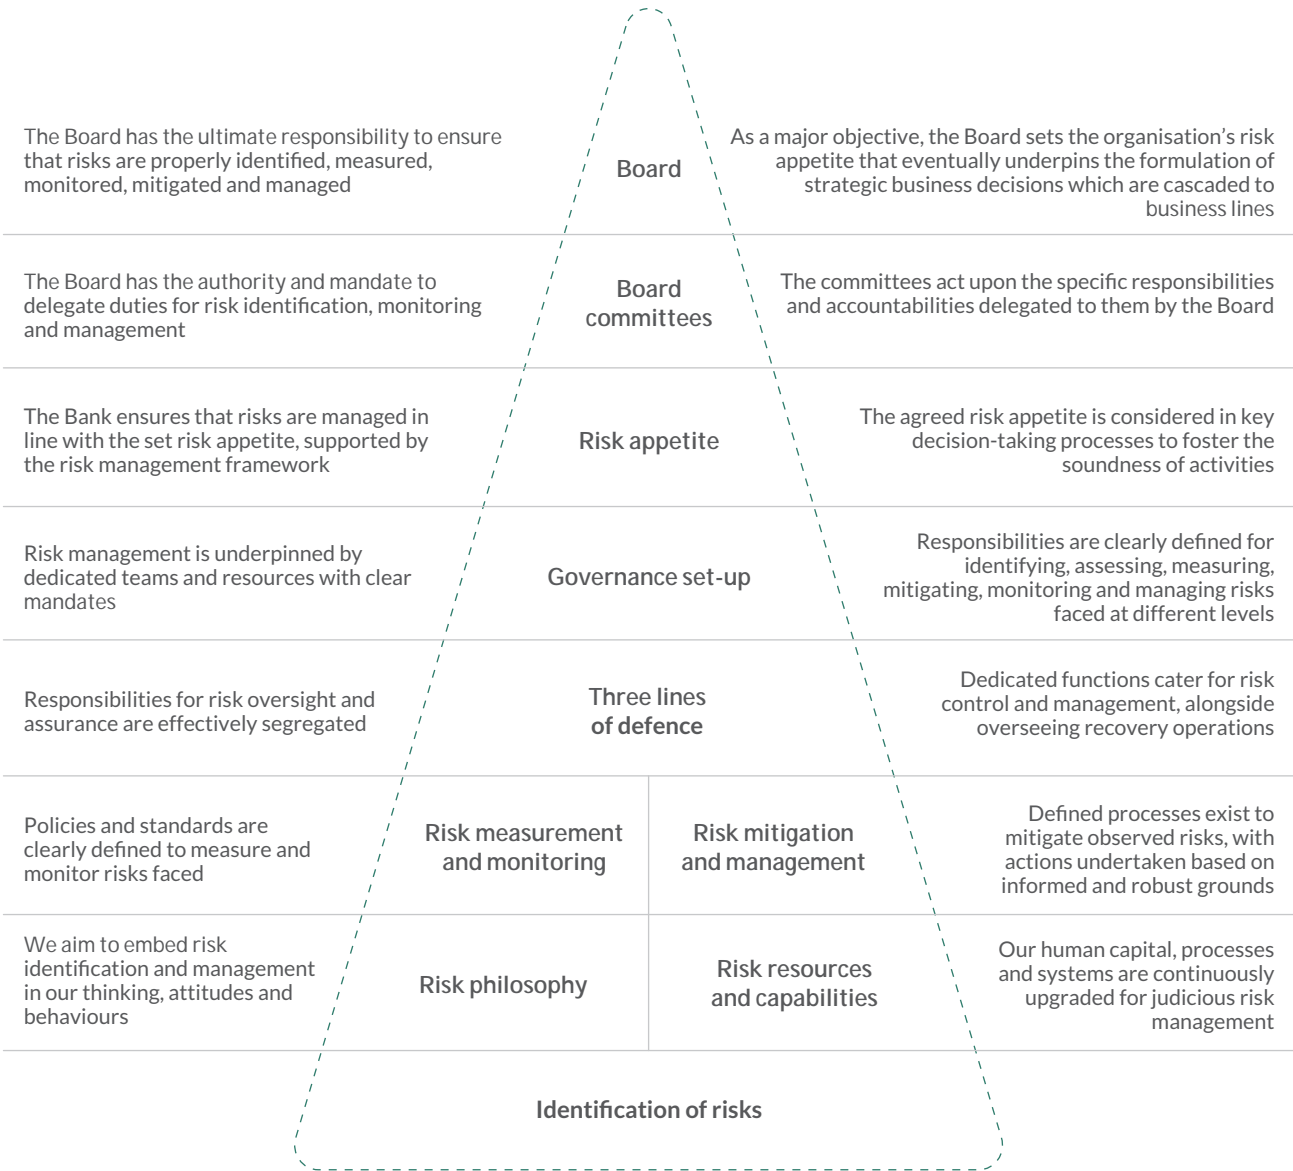 The Board has the ultimate responsibility to ensure
that risks are properly identified, measured,
monitored, mitigated and managed
Board
As a major objective, the Board sets the organisation’s risk
appetite that eventually underpins the formulation of
strategic business decisions which are cascaded to
business lines
The Board has the authority and mandate to
delegate duties for risk identification, monitoring
and management
Board
committees
The committees act upon the specific responsibilities
and accountabilities delegated to them by the Board
The Bank ensures that risks are managed in
line with the set risk appetite, supported by
the risk management framework
Risk appetite
The agreed risk appetite is considered in key
decision-taking processes to foster the
soundness of activities
Risk management is underpinned by
dedicated teams and resources with clear
mandates
Governance set-up
Responsibilities are clearly defined for
identifying, assessing, measuring,
mitigating, monitoring and managing risks
faced at different levels
Responsibilities for risk oversight and
assurance are effectively segregated
Three lines
of defence
Dedicated functions cater for risk
control and management, alongside
overseeing recovery operations
Policies and standards are
clearly defined to measure and
monitor risks faced
Risk measurement
and monitoring
Risk mitigation
and management
Defined processes exist to
mitigate observed risks, with
actions undertaken based on
informed and robust grounds
We aim to embed risk
identification and management
in our thinking, attitudes and
behaviours
Risk philosophy
Risk resources
and capabilities
Our human capital, processes
and systems are continuously
upgraded for judicious risk
management
Identification of risks